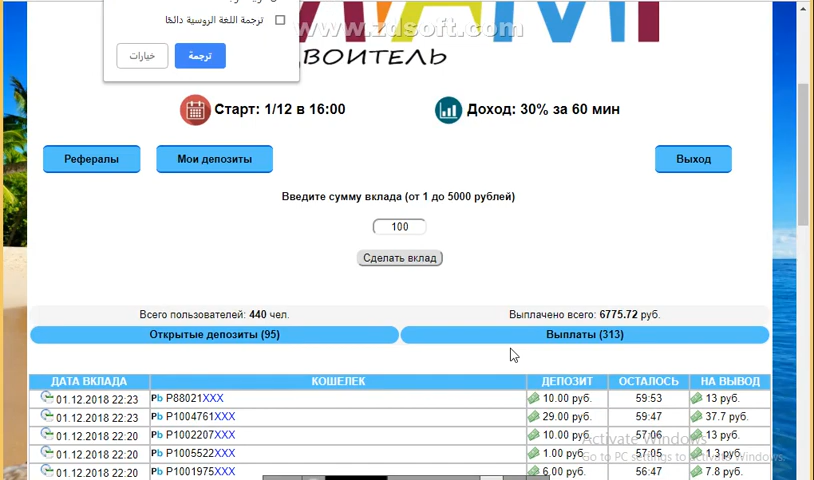 ترجمة اللغة الروسية دائمًا
خيارات
ترجمة
www.zdsoft.com
Старт: 1/12 в 16:00
Доход: 30% за 60 мин
Рефералы
Мои депозиты
Выход
Введите сумму вклада (от 1 до 5000 рублей)
100
Сделать вклад
Всего пользователей: 440 чел.
Выплачено всего: 6775.72 руб.
Открытые депозиты (95)
Выплаты (313)
ДАТА ВКЛАДА КОШЕЛЕК ДЕПОЗИТ ОСТАЛОСЬ НА ВЫВОД
01.12.2018 22:23 Pb P88021XXX 10.00 руб. 59:53 13 руб.
01.12.2018 22:23 Pb P1004761XXX 29.00 руб. 59:47 37.7 руб.
01.12.2018 22:20 Pb P1002207XXX 10.00 руб. 57:06 13 руб.
01.12.2018 22:20 Pb P1005522XXX 1.00 руб. 57:05 1.3 руб.
01.12.2018 22:20 Pb P1001975XXX 6.00 руб. 56:47 7.8 руб.
Activate Windows
Go to PC settings to activate Windows.